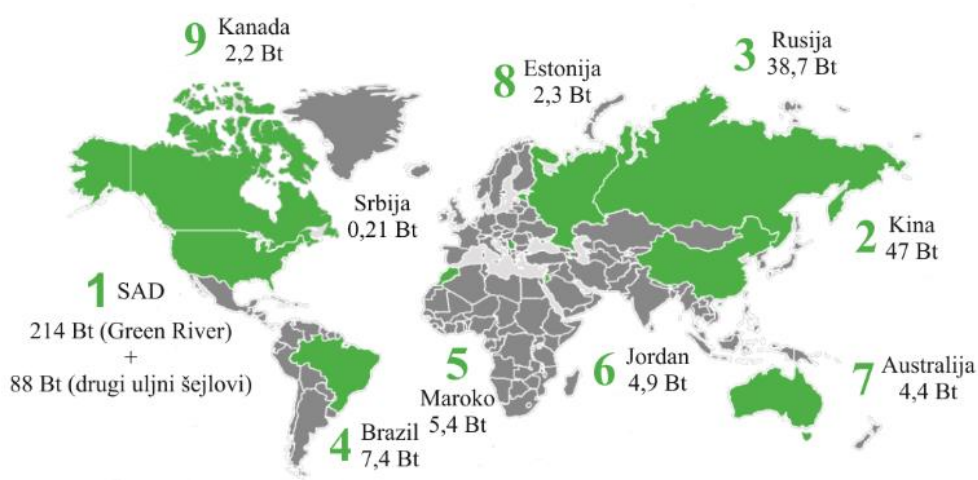 9 Kanada
2,2 Bt
8 Estonija
2,3 Bt
3 Rusija
38,7 Bt
Srbija
0,21 Bt
2 Kina
47 Bt
1 SAD
214 Bt (Green River)
+
88 Bt (drugi uljni šejlovi)
4 Brazil
7,4 Bt
5
Maroko
5,4 Bt
6 Jordan
4,9 Bt
7 Australija
4,4 Bt